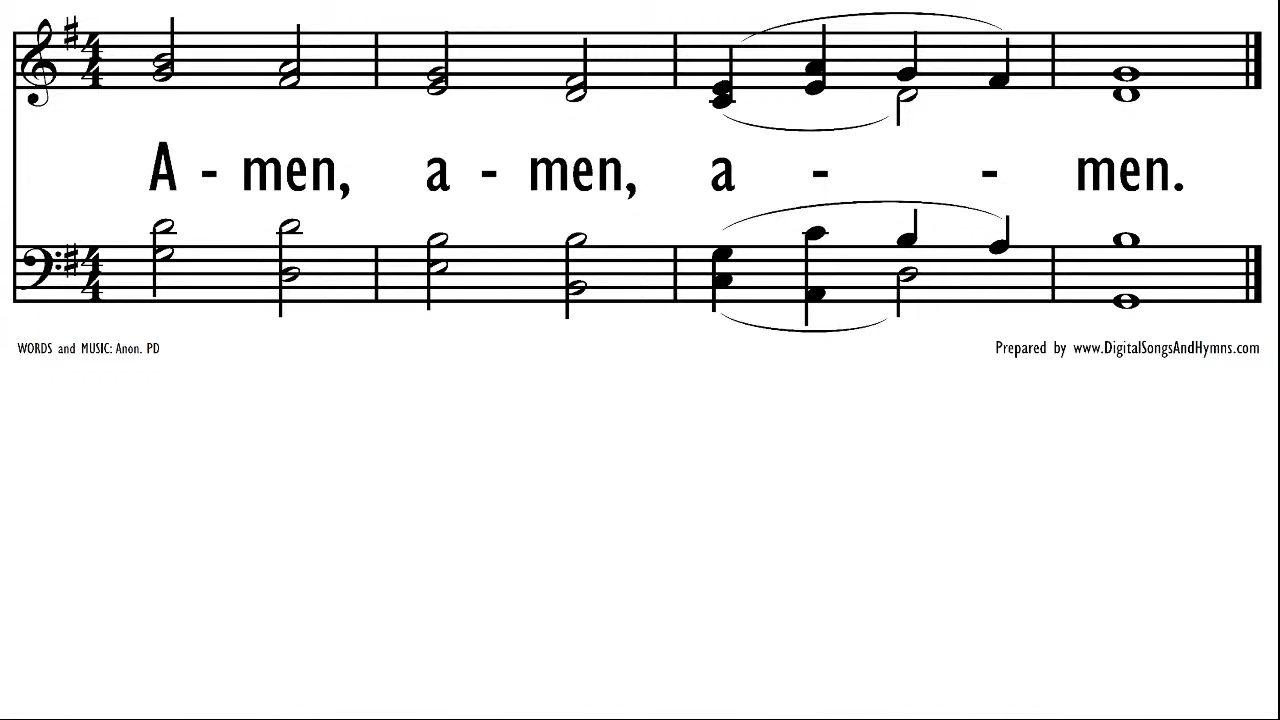 A - men, a - men, a - - men.
WORDS and MUSIC: Anon. PD
Prepared by www.DigitalSongsAndHymns.com